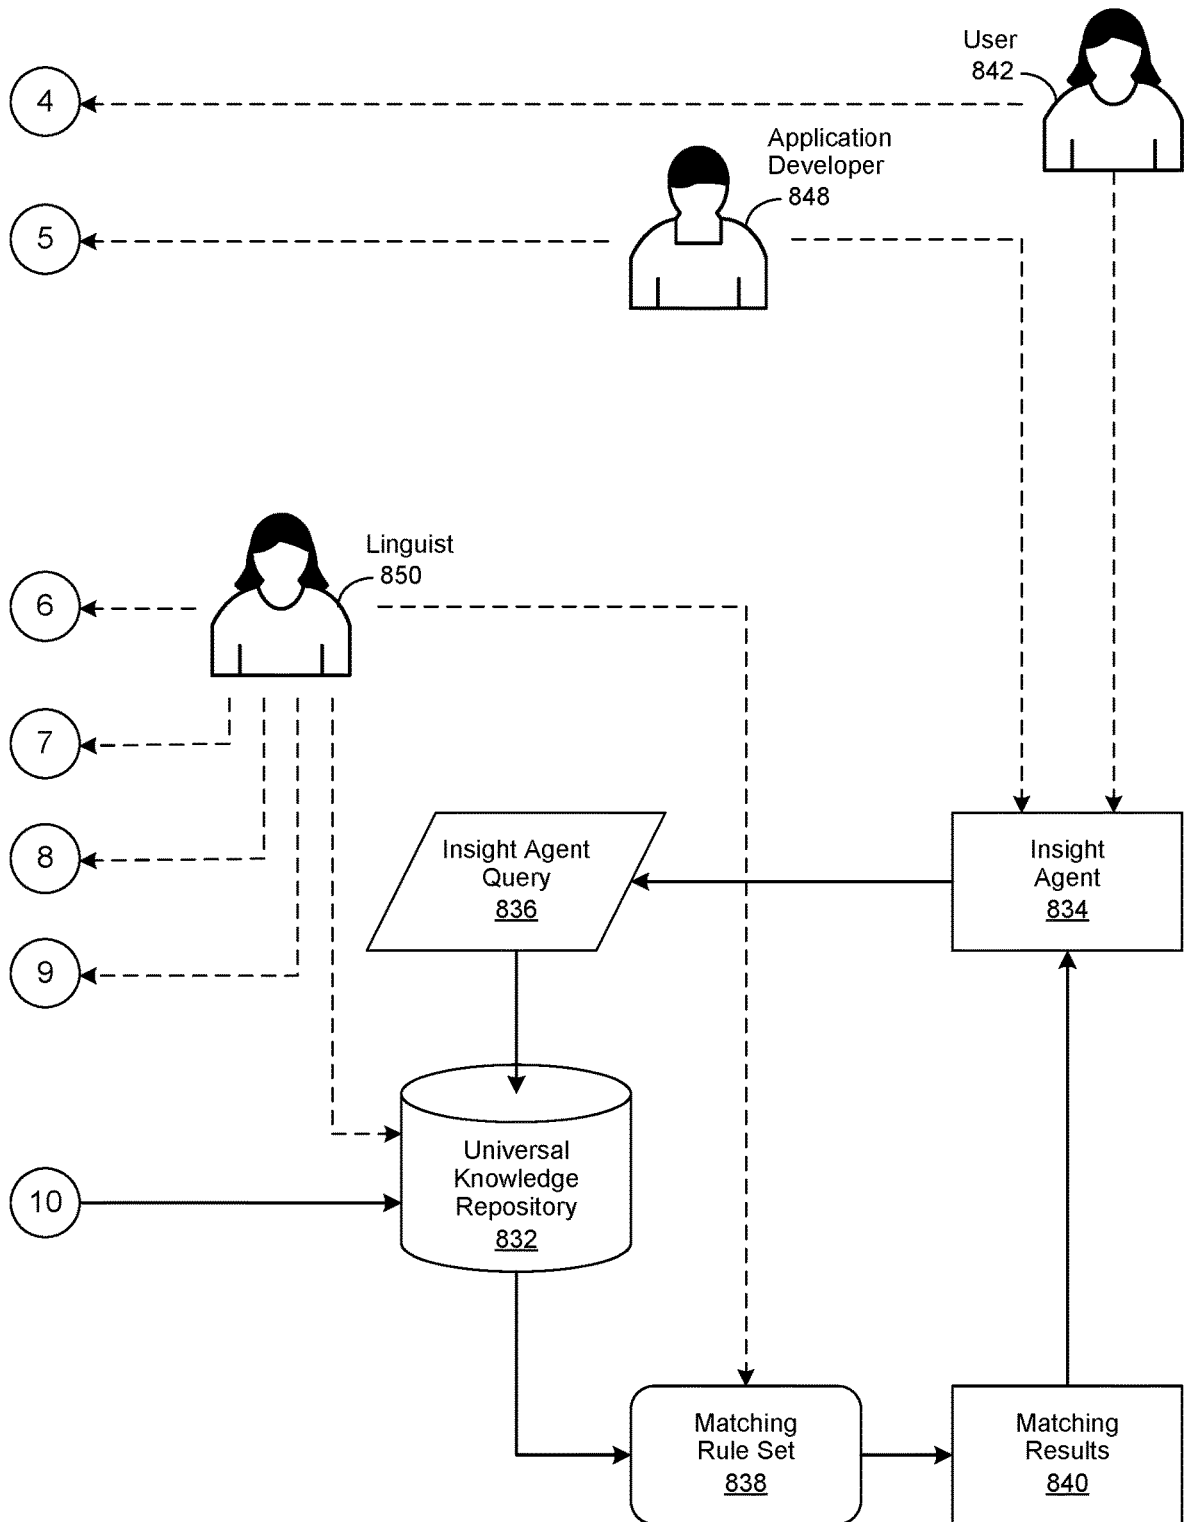 User
842
4
Application
Developer
848
5
Linguist
850
6
7
8
9
Insight Agent
Query
836
Insight
Agent
834
Universal
Knowledge
Repository
832
10
Matching
Rule Set
838
Matching
Results
840